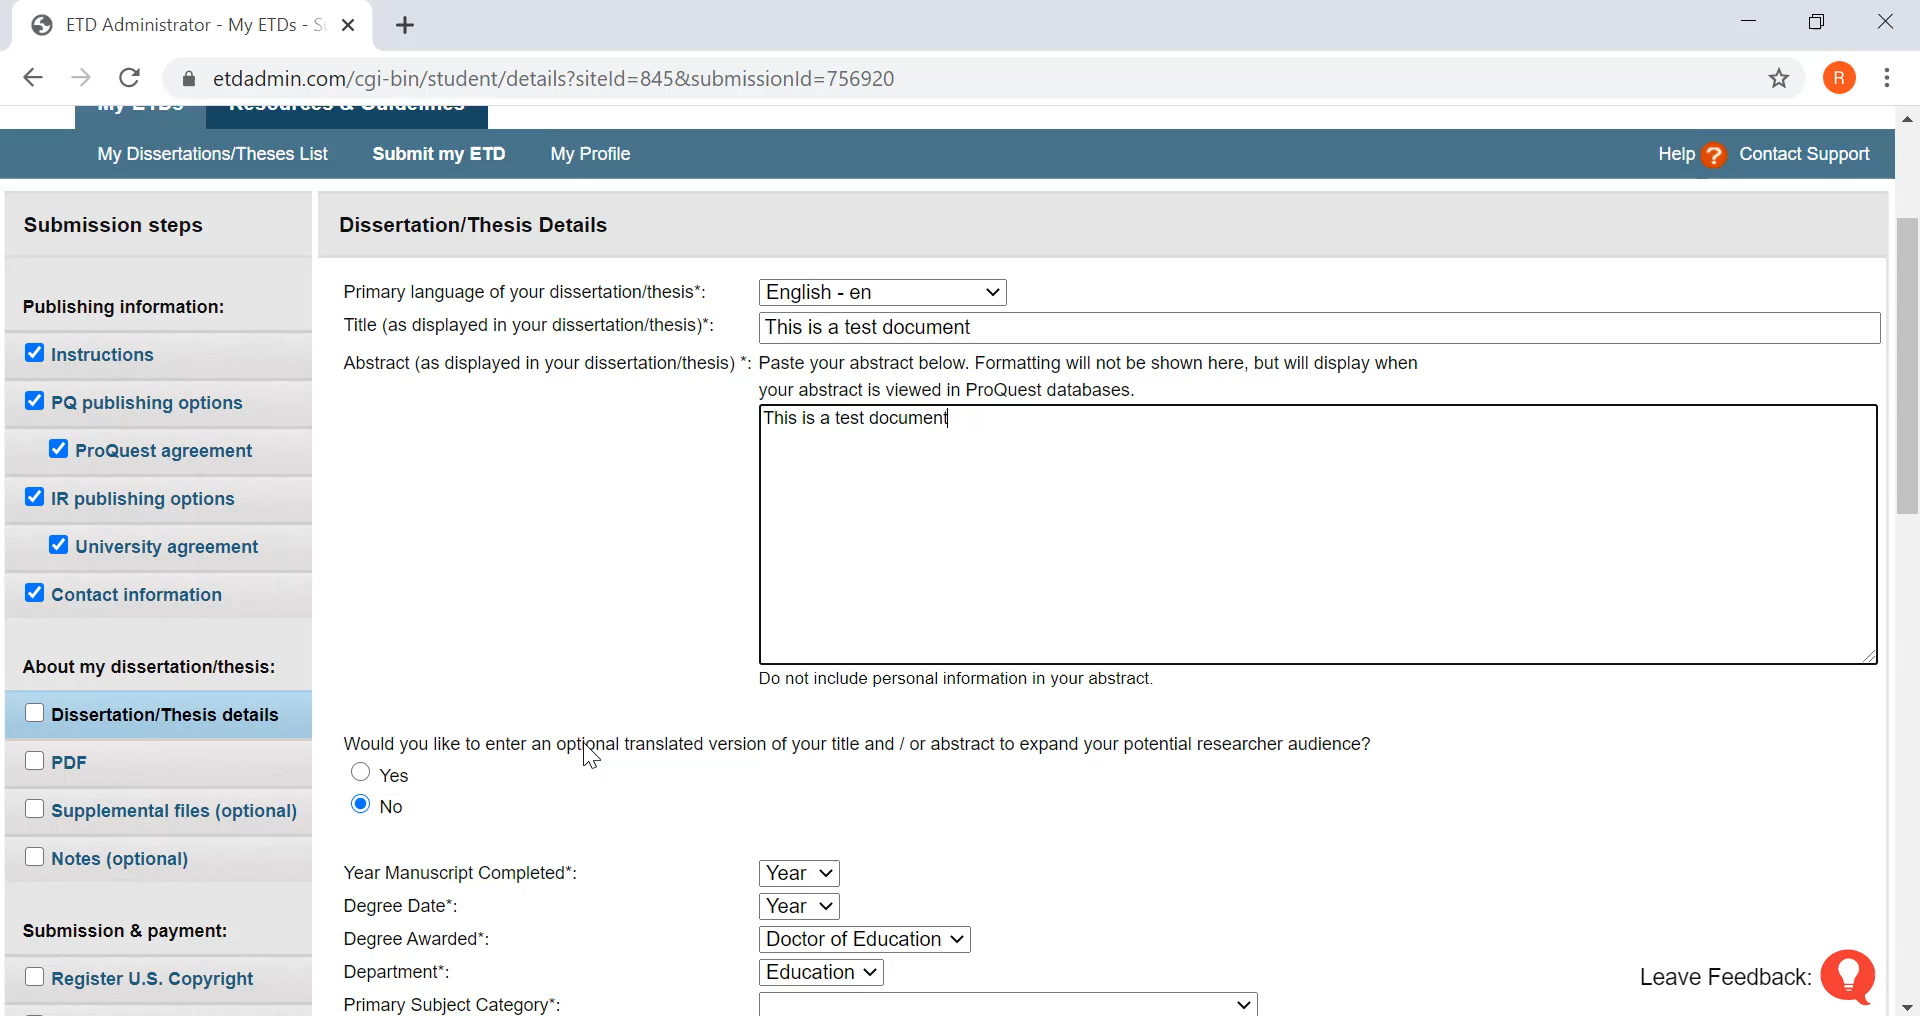 ETD Administrator - My ETDs - S
etdadmin.com/cgi-bin/student/details?siteId=845&submissionId=756920
My ETDs
Resources & Guidelines
My Dissertations/Theses List
Submit my ETD
My Profile
Help ?
Contact Support
Submission steps
Publishing information:
Instructions
PQ publishing options
ProQuest agreement
IR publishing options
University agreement
Contact information
About my dissertation/thesis:
Dissertation/Thesis details
PDF
Supplemental files (optional)
Notes (optional)
Submission & payment:
Register U.S. Copyright
Dissertation/Thesis Details
Primary language of your dissertation/thesis*:
English - en
Title (as displayed in your dissertation/thesis)*:
This is a test document
Abstract (as displayed in your dissertation/thesis) *:
Paste your abstract below. Formatting will not be shown here, but will display when
your abstract is viewed in ProQuest databases.
This is a test document
Do not include personal information in your abstract.
Would you like to enter an optional translated version of your title and / or abstract to expand your potential researcher audience?
Yes
No
Year Manuscript Completed*:
Year
Degree Date*:
Year
Degree Awarded*:
Doctor of Education
Department*:
Education
Primary Subject Category*:
Leave Feedback:
R